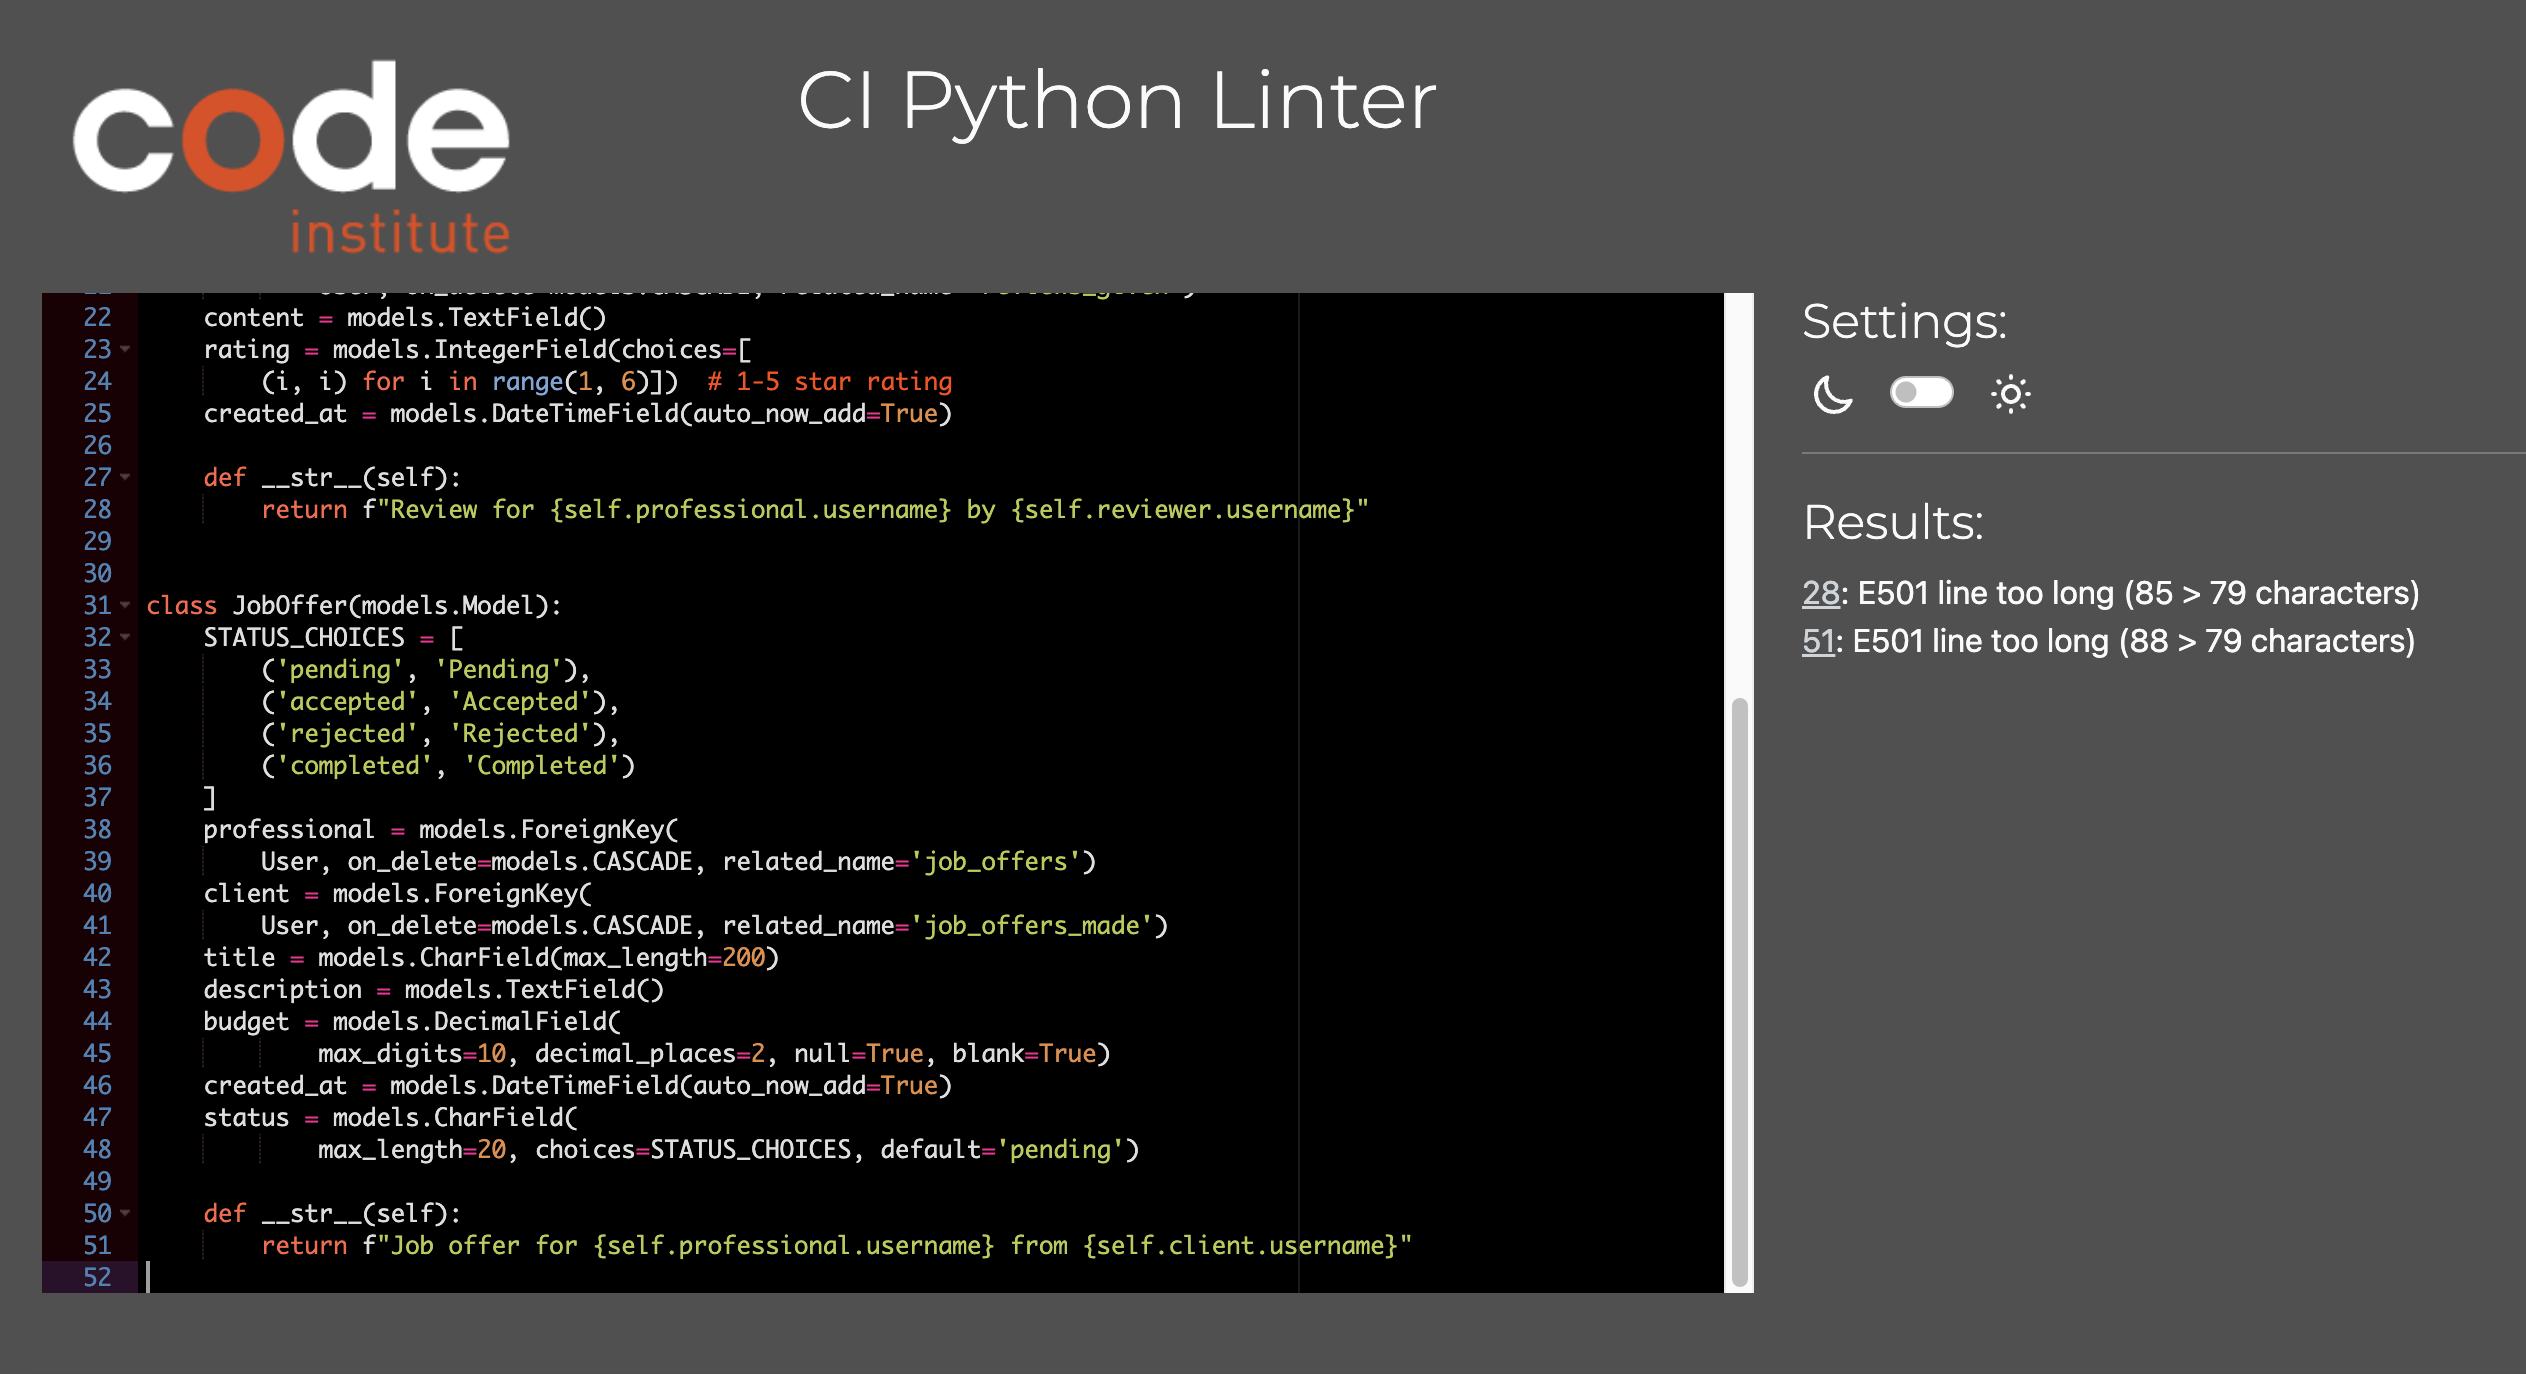 code
institute
CI Python Linter
22 content = models.TextField()
23 rating = models.IntegerField(choices=[
24 (i, i) for i in range(1, 6)]) # 1-5 star rating
25 created_at = models.DateTimeField(auto_now_add=True)
26
27 def __str__(self):
28 return f"Review for {self.professional.username} by {self.reviewer.username}"
29
30
31 class JobOffer(models.Model):
32 STATUS_CHOICES = [
33 ('pending', 'Pending'),
34 ('accepted', 'Accepted'),
35 ('rejected', 'Rejected'),
36 ('completed', 'Completed')
37 ]
38 professional = models.ForeignKey(
39 User, on_delete=models.CASCADE, related_name='job_offers')
40 client = models.ForeignKey(
41 User, on_delete=models.CASCADE, related_name='job_offers_made')
42 title = models.CharField(max_length=200)
43 description = models.TextField()
44 budget = models.DecimalField(
45 max_digits=10, decimal_places=2, null=True, blank=True)
46 created_at = models.DateTimeField(auto_now_add=True)
47 status = models.CharField(
48 max_length=20, choices=STATUS_CHOICES, default='pending')
49
50 def __str__(self):
51 return f"Job offer for {self.professional.username} from {self.client.username}"
52
Settings:
Results:
28: E501 line too long (85 > 79 characters)
51: E501 line too long (88 > 79 characters)